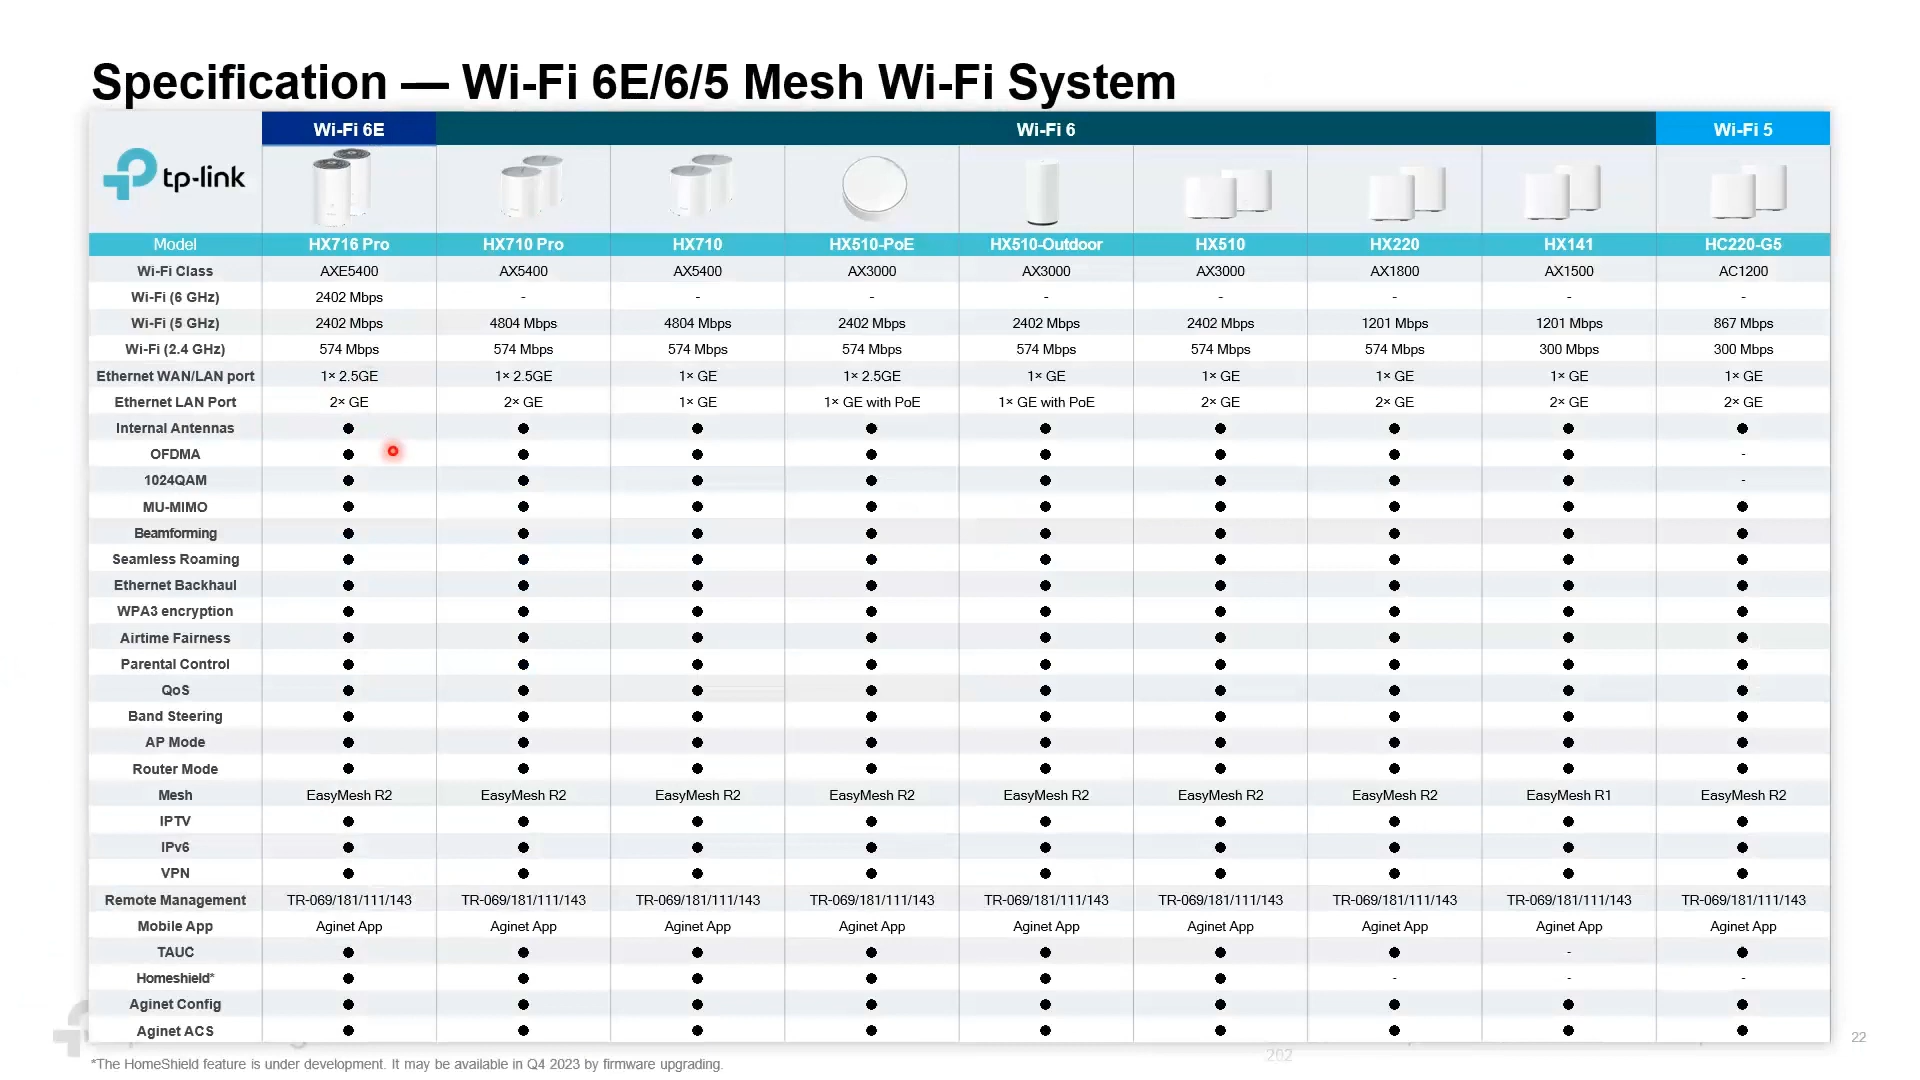 Specification — Wi-Fi 6E/6/5 Mesh Wi-Fi System
Wi-Fi 6E Wi-Fi 6 Wi-Fi 5
tp-link
Model HX716 Pro HX710 Pro HX710 HX510-PoE HX510-Outdoor HX510 HX220 HX141 HC220-G5
Wi-Fi Class AXE5400 AX5400 AX5400 AX3000 AX3000 AX3000 AX1800 AX1500 AC1200
Wi-Fi (6 GHz) 2402 Mbps - - - - - - - -
Wi-Fi (5 GHz) 2402 Mbps 4804 Mbps 4804 Mbps 2402 Mbps 2402 Mbps 2402 Mbps 1201 Mbps 1201 Mbps 867 Mbps
Wi-Fi (2.4 GHz) 574 Mbps 574 Mbps 574 Mbps 574 Mbps 574 Mbps 574 Mbps 574 Mbps 300 Mbps 300 Mbps
Ethernet WAN/LAN port 1× 2.5GE 1× 2.5GE 1× GE 1× 2.5GE 1× GE 1× GE 1× GE 1× GE 1× GE
Ethernet LAN Port 2× GE 2× GE 1× GE 1× GE with PoE 1× GE with PoE 2× GE 2× GE 2× GE 2× GE
Internal Antennas ● ● ● ● ● ● ● ● ●
OFDMA ● ● ● ● ● ● ● ● -
1024QAM ● ● ● ● ● ● ● ● -
MU-MIMO ● ● ● ● ● ● ● ● ●
Beamforming ● ● ● ● ● ● ● ● ●
Seamless Roaming ● ● ● ● ● ● ● ● ●
Ethernet Backhaul ● ● ● ● ● ● ● ● ●
WPA3 encryption ● ● ● ● ● ● ● ● ●
Airtime Fairness ● ● ● ● ● ● ● ● ●
Parental Control ● ● ● ● ● ● ● ● ●
QoS ● ● ● ● ● ● ● ● ●
Band Steering ● ● ● ● ● ● ● ● ●
AP Mode ● ● ● ● ● ● ● ● ●
Router Mode ● ● ● ● ● ● ● ● ●
Mesh EasyMesh R2 EasyMesh R2 EasyMesh R2 EasyMesh R2 EasyMesh R2 EasyMesh R2 EasyMesh R2 EasyMesh R1 EasyMesh R2
IPTV ● ● ● ● ● ● ● ● ●
IPv6 ● ● ● ● ● ● ● ● ●
VPN ● ● ● ● ● ● ● ● ●
Remote Management TR-069/181/111/143 TR-069/181/111/143 TR-069/181/111/143 TR-069/181/111/143 TR-069/181/111/143 TR-069/181/111/143 TR-069/181/111/143 TR-069/181/111/143 TR-069/181/111/143
Mobile App Aginet App Aginet App Aginet App Aginet App Aginet App Aginet App Aginet App Aginet App Aginet App
TAUC ● ● ● ● ● ● ● - ●
Homeshield* ● ● ● ● ● ● - - -
Aginet Config ● ● ● ● ● ● ● ● ●
Aginet ACS ● ● ● ● ● ● ● ● ●
22
*The HomeShield feature is under development. It may be available in Q4 2023 by firmware upgrading.